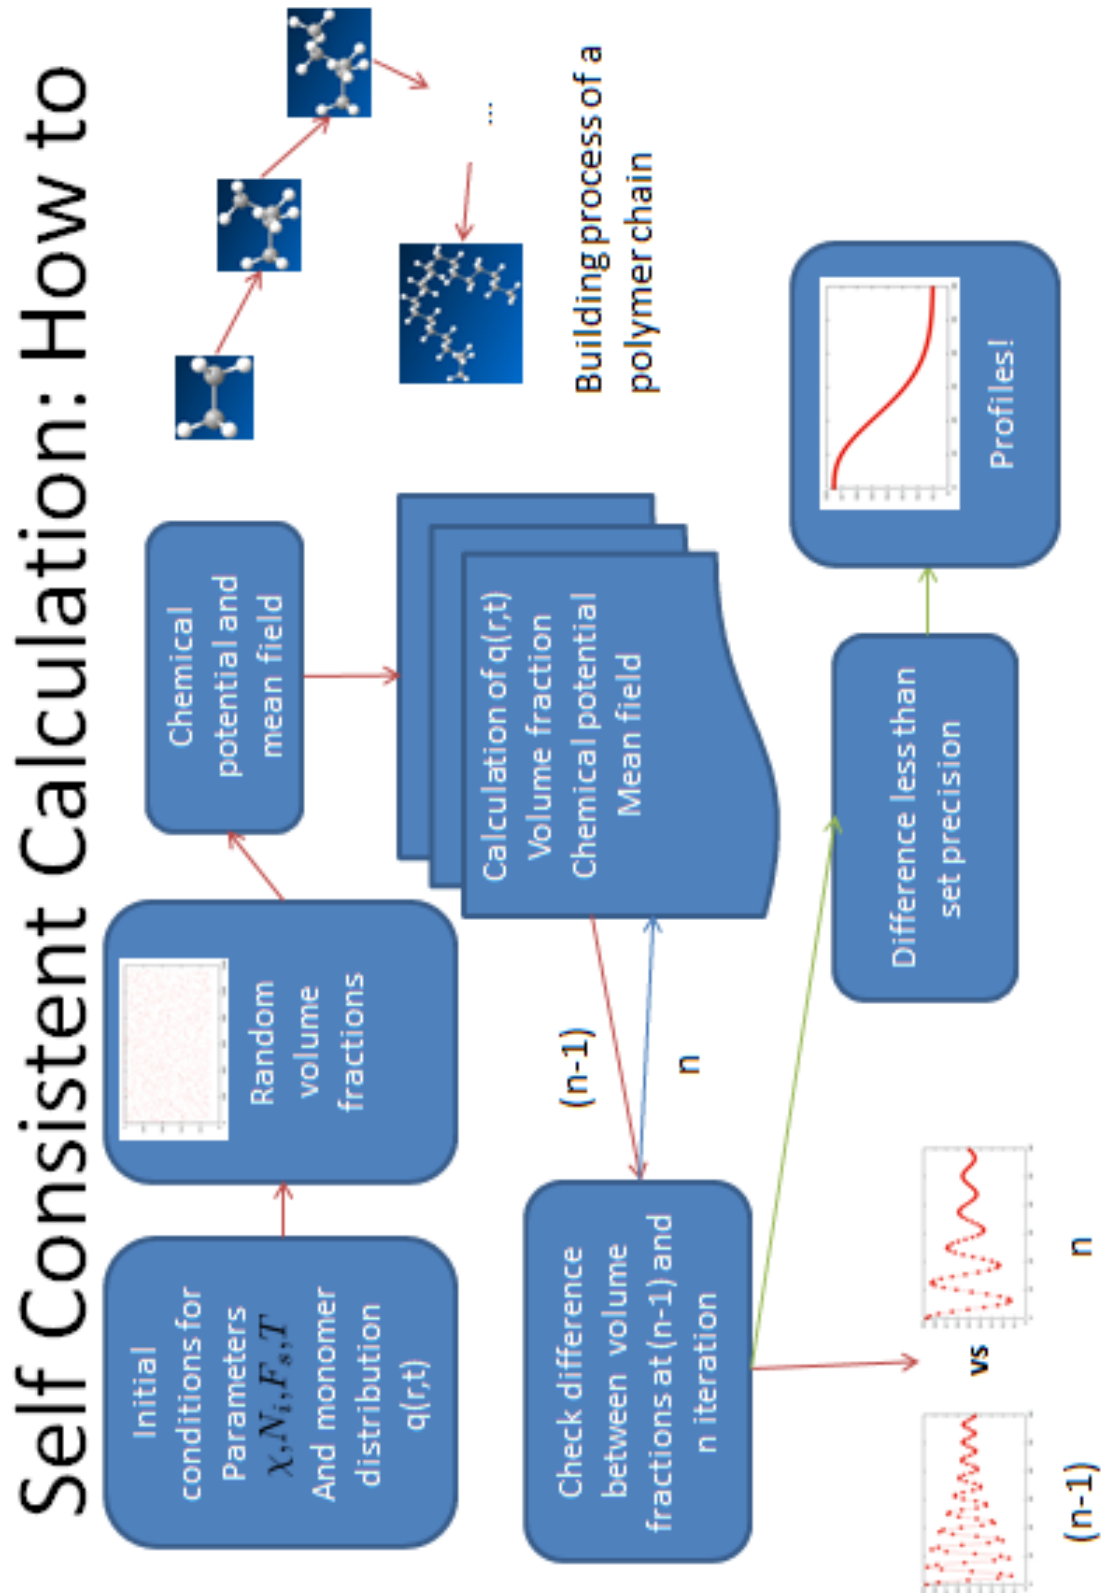 Self Consistent Calculation: How to
Initial
conditions for
Parameters
χ,N_i,F_s,T
And monomer
distribution
q(r,t)
Random
volume
fractions
Chemical
potential and
mean field
...
Building process of a
polymer chain
Calculation of q(r,t)
Volume fraction
Chemical potential
Mean field
(n-1)
n
Check difference
between volume
fractions at (n-1) and
n iteration
Difference less than
set precision
Profiles!
vs
(n-1)
n